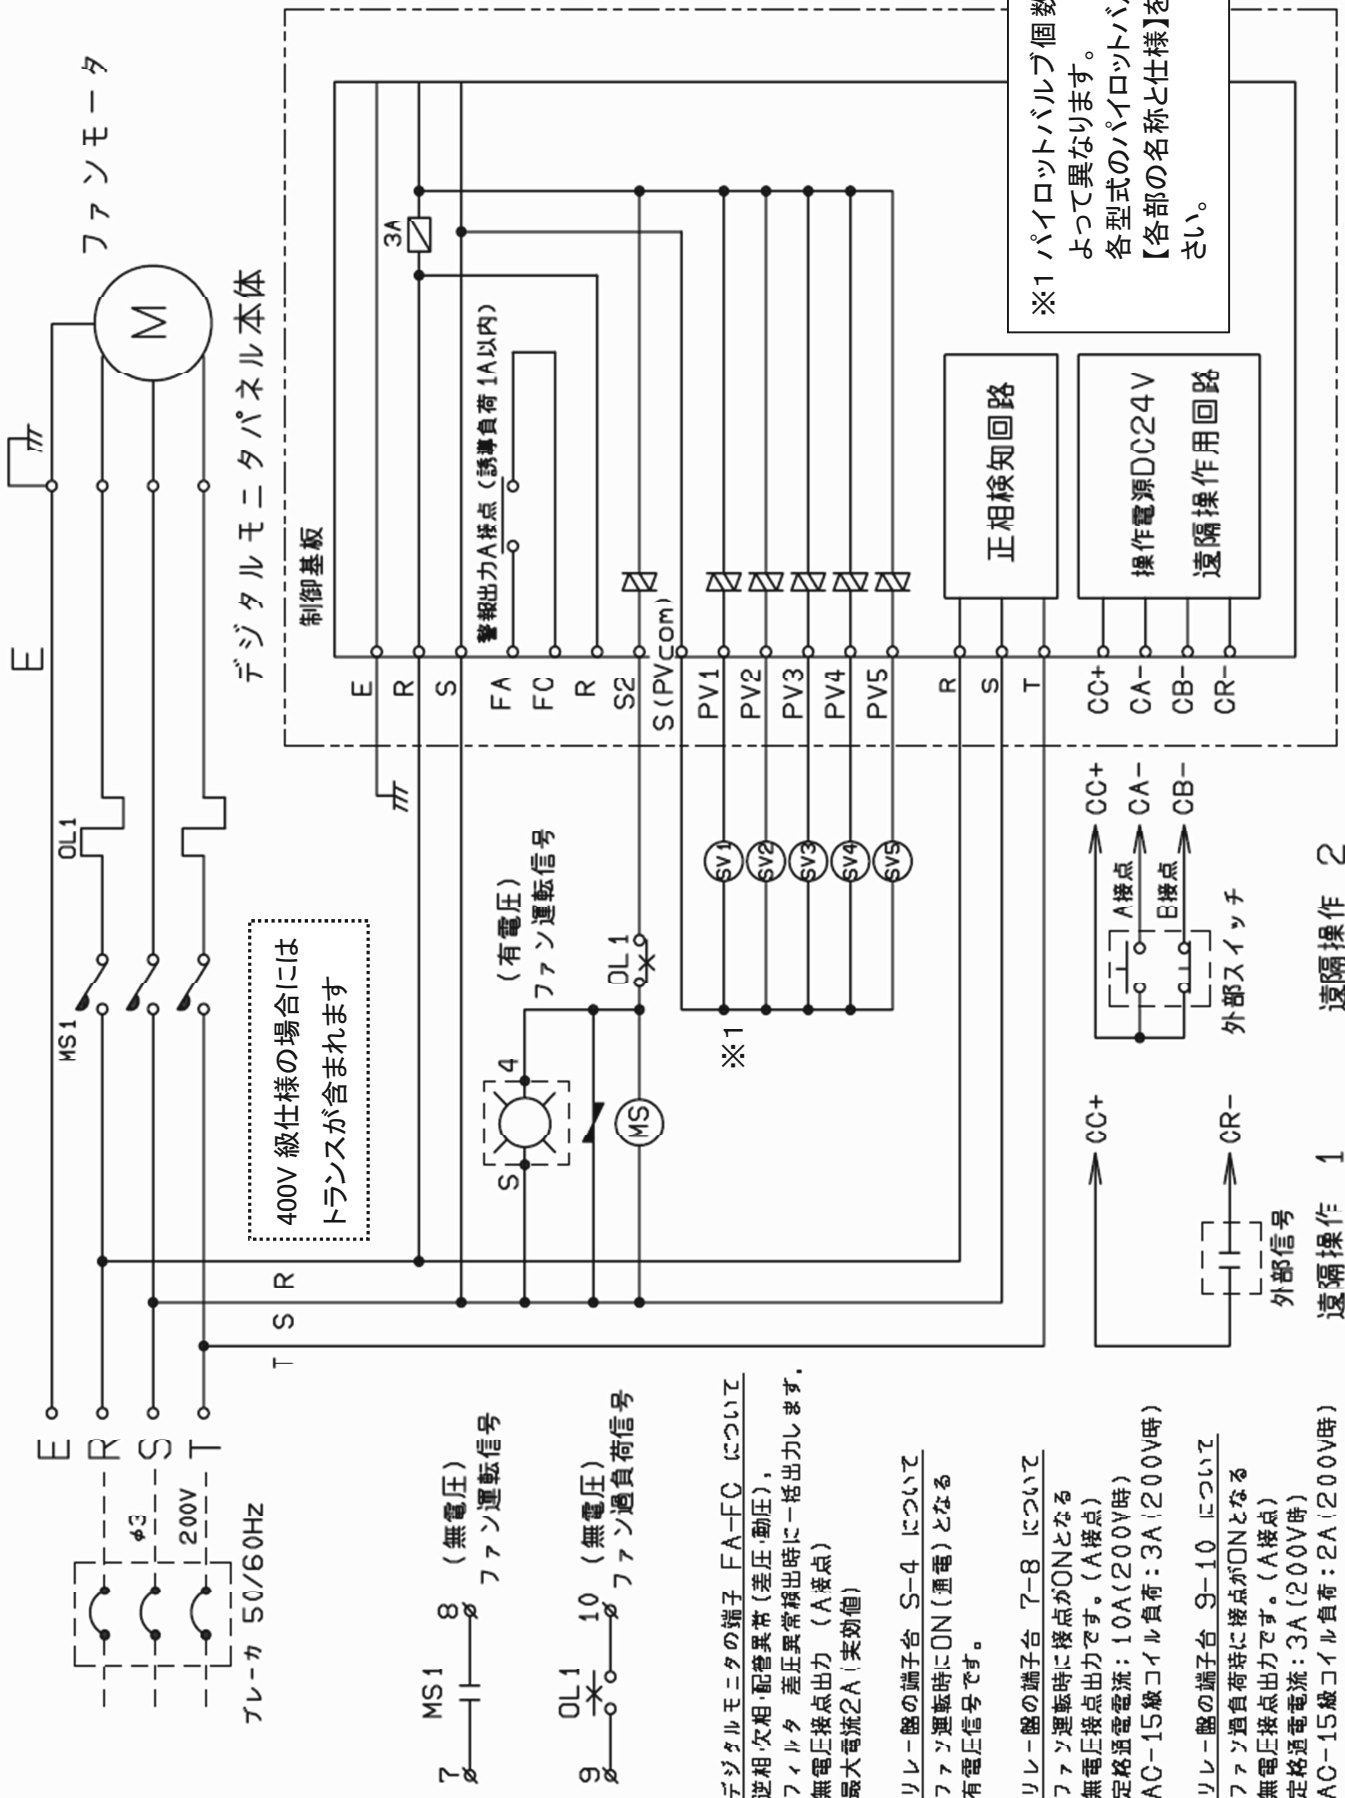 E
R
S
T
φ3
200V
ブレーカ 50/60Hz
MS1
OL1
E
ファンモータ
M
400V 級仕様の場合には
トランスが含まれます
R
S
T
デジタルモニタパネル本体
制御基板
E
R
S
FA
FC
R
S2
S(PVcom)
PV1
PV2
PV3
PV4
PV5
R
S
T
CC+
CA-
CB-
CR-
3A
警報出力A接点(誘導負荷 1A以内)
正相検知回路
操作電源DC24V
遠隔操作用回路
※1 パイロットバルブ個数
よって異なります。
各型式のパイロットバ
【各部の名称と仕様】を
さい。
(有電圧)
ファン運転信号
S
4
OL1
MS
SV1
SV2
SV3
SV4
SV5
※1
MS1
7
8
(無電圧)
ファン運転信号
OL1
9
10
(無電圧)
ファン過負荷信号
CC+
CR-
外部信号
遠隔操作 1
CC+
CA-
CB-
A接点
B接点
外部スイッチ
遠隔操作 2
デジタルモニタの端子 FA-FC について
逆相・欠相・配管異常(差圧・動圧),
フィルタ 差圧異常検出時に一括出力します.
無電圧接点出力 (A接点)
最大電流2A(実効値)
リレー盤の端子台 S-4 について
ファン運転時にON(通電)となる
有電圧信号です。
リレー盤の端子台 7-8 について
ファン運転時に接点がONとなる
無電圧接点出力です。(A接点)
定格通電電流:10A(200V時)
AC-15級コイル負荷:3A(200V時)
リレー盤の端子台 9-10 について
ファン過負荷時に接点がONとなる
無電圧接点出力です。(A接点)
定格通電電流:3A(200V時)
AC-15級コイル負荷:2A(200V時)